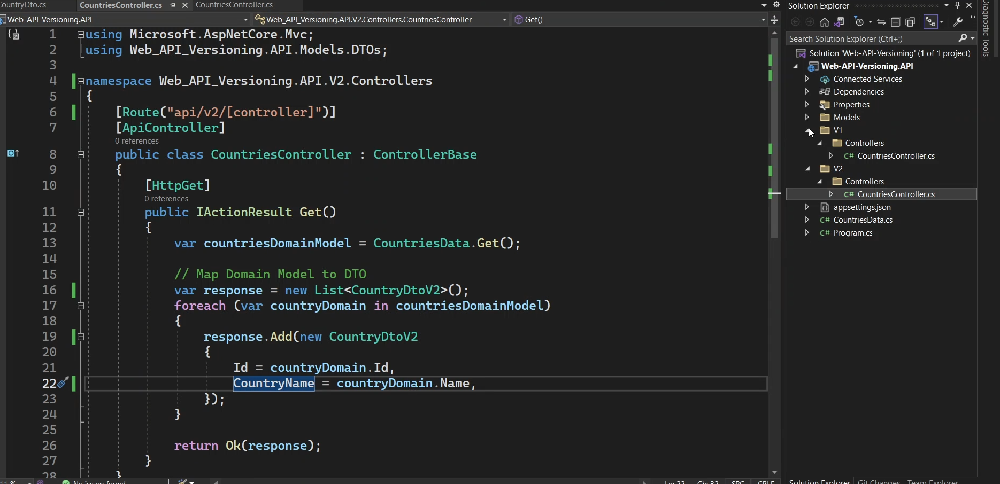 CountryDto.cs
CountriesController.cs
CountriesController.cs
Web-API-Versioning.API
Web_API_Versioning.API.V2.Controllers.CountriesController
Get()
1 using Microsoft.AspNetCore.Mvc;
2 using Web_API_Versioning.API.Models.DTOs;
3
4 namespace Web_API_Versioning.API.V2.Controllers
5 {
6 [Route("api/v2/[controller]")]
7 [ApiController]
0 references
8 public class CountriesController : ControllerBase
9 {
10 [HttpGet]
0 references
11 public IActionResult Get()
12 {
13 var countriesDomainModel = CountriesData.Get();
14
15 // Map Domain Model to DTO
16 var response = new List<CountryDtoV2>();
17 foreach (var countryDomain in countriesDomainModel)
18 {
19 response.Add(new CountryDtoV2
20 {
21 Id = countryDomain.Id,
22 CountryName = countryDomain.Name,
23 });
24 }
25
26 return Ok(response);
27 }
28 }
No issues found
Ln: 22 Ch: 32 SPC CRLF
Solution Explorer
Search Solution Explorer (Ctrl+;)
Solution 'Web-API-Versioning' (1 of 1 project)
Web-API-Versioning.API
Connected Services
Dependencies
Properties
Models
V1
Controllers
C# CountriesController.cs
V2
Controllers
C# CountriesController.cs
appsettings.json
C# CountriesData.cs
C# Program.cs
Solution Explorer Git Changes Team Explorer
Diagnostic Tools